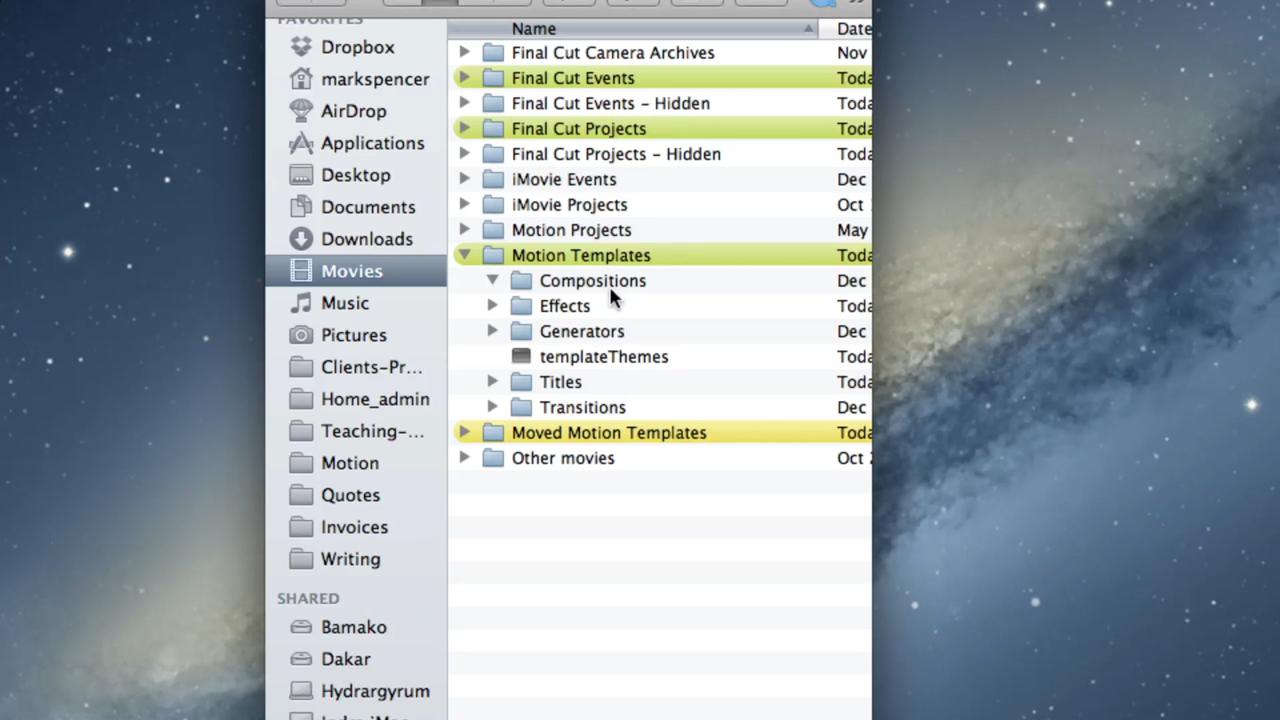 FAVORITES
Dropbox
markspencer
AirDrop
Applications
Desktop
Documents
Downloads
Movies
Music
Pictures
Clients-Pr...
Home_admin
Teaching-...
Motion
Quotes
Invoices
Writing
SHARED
Bamako
Dakar
Hydrargyrum
Name Date
Final Cut Camera Archives Nov
Final Cut Events Toda
Final Cut Events – Hidden Toda
Final Cut Projects Toda
Final Cut Projects – Hidden Toda
iMovie Events Dec
iMovie Projects Oct
Motion Projects May
Motion Templates Toda
Compositions Dec
Effects Toda
Generators Dec
templateThemes Toda
Titles Toda
Transitions Dec
Moved Motion Templates Toda
Other movies Oct 2